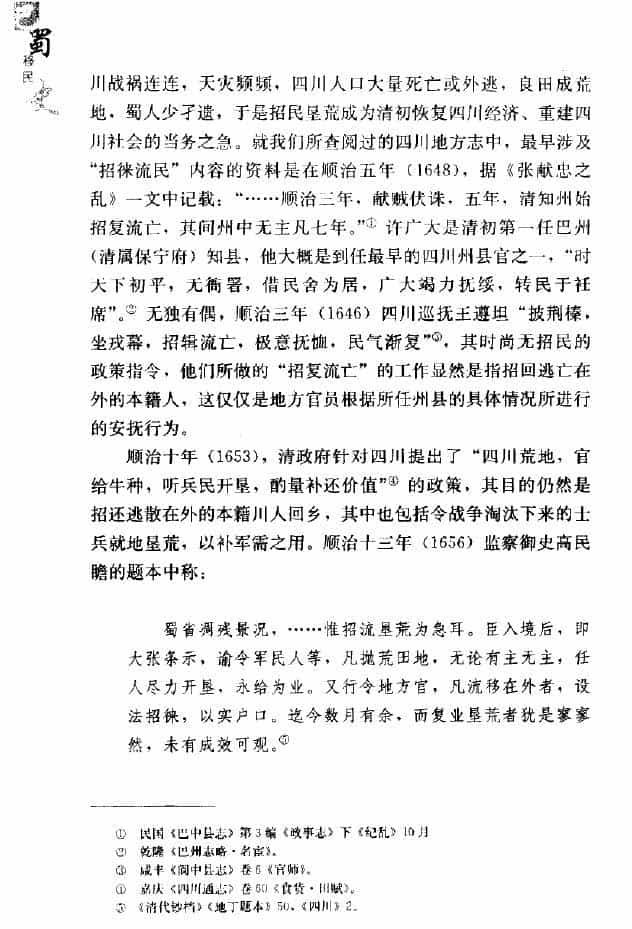 蜀
移民
川战祸连连，天灾频频，四川人口大量死亡或外逃，良田成荒
地，蜀人少孑遗，于是招民垦荒成为清初恢复四川经济、重建四
川社会的当务之急。就我们所查阅过的四川地方志中，最早涉及
“招徕流民”内容的资料是在顺治五年（1648），据《张献忠之
乱》一文中记载：“……顺治三年，献贼伏诛，五年，清知州始
招复流亡，其间州中无主凡七年。”① 许广大是清初第一任巴州
（清属保宁府）知县，他大概是到任最早的四川州县官之一，“时
天下初平，无衙署，借民舍为居，广大竭力抚绥，转民于衽
席”。② 无独有偶，顺治三年（1646）四川巡抚王遵坦“披荆榛，
坐戎幕，招辑流亡，极意抚恤，民气渐复”③，其时尚无招民的
政策指令，他们所做的“招复流亡”的工作显然是指招回逃亡在
外的本籍人，这仅仅是地方官员根据所任州县的具体情况所进行
的安抚行为。
顺治十年（1653），清政府针对四川提出了“四川荒地，官
给牛种，听兵民开垦，酌量补还价值”④ 的政策，其目的仍然是
招还逃散在外的本籍川人回乡，其中也包括令战争淘汰下来的士
兵就地垦荒，以补军需之用。顺治十三年（1656）监察御史高民
瞻的题本中称：
蜀省凋残景况，……惟招流垦荒为急耳。臣入境后，即
大张条示，谕令军民人等，凡抛荒田地，无论有主无主，任
人尽力开垦，永给为业。又行令地方官，凡流移在外者，设
法招徕，以实户口。迄今数月有余，而复业垦荒者犹是寥寥
然，未有成效可观。⑤
① 民国《巴中县志》第3编《政事志》下《纪乱》10月
② 乾隆《巴州志略·名宦》。
③ 咸丰《阆中县志》卷6《官师》。
④ 嘉庆《四川通志》卷60《食货·田赋》。
⑤ 《清代钞档》《地丁题本》50，《四川》2。